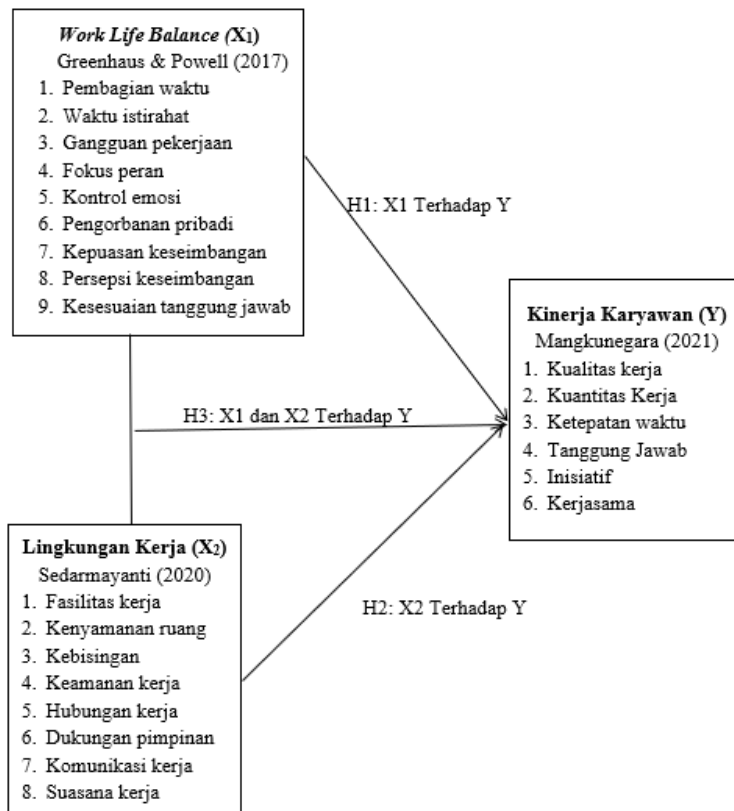 Work Life Balance (X₁)
Greenhaus & Powell (2017)
1. Pembagian waktu
2. Waktu istirahat
3. Gangguan pekerjaan
4. Fokus peran
5. Kontrol emosi
6. Pengorbanan pribadi
7. Kepuasan keseimbangan
8. Persepsi keseimbangan
9. Kesesuaian tanggung jawab
H1: X1 Terhadap Y
Kinerja Karyawan (Y)
Mangkunegara (2021)
1. Kualitas kerja
2. Kuantitas Kerja
3. Ketepatan waktu
4. Tanggung Jawab
5. Inisiatif
6. Kerjasama
H3: X1 dan X2 Terhadap Y
Lingkungan Kerja (X₂)
Sedarmayanti (2020)
1. Fasilitas kerja
2. Kenyamanan ruang
3. Kebisingan
4. Keamanan kerja
5. Hubungan kerja
6. Dukungan pimpinan
7. Komunikasi kerja
8. Suasana kerja
H2: X2 Terhadap Y